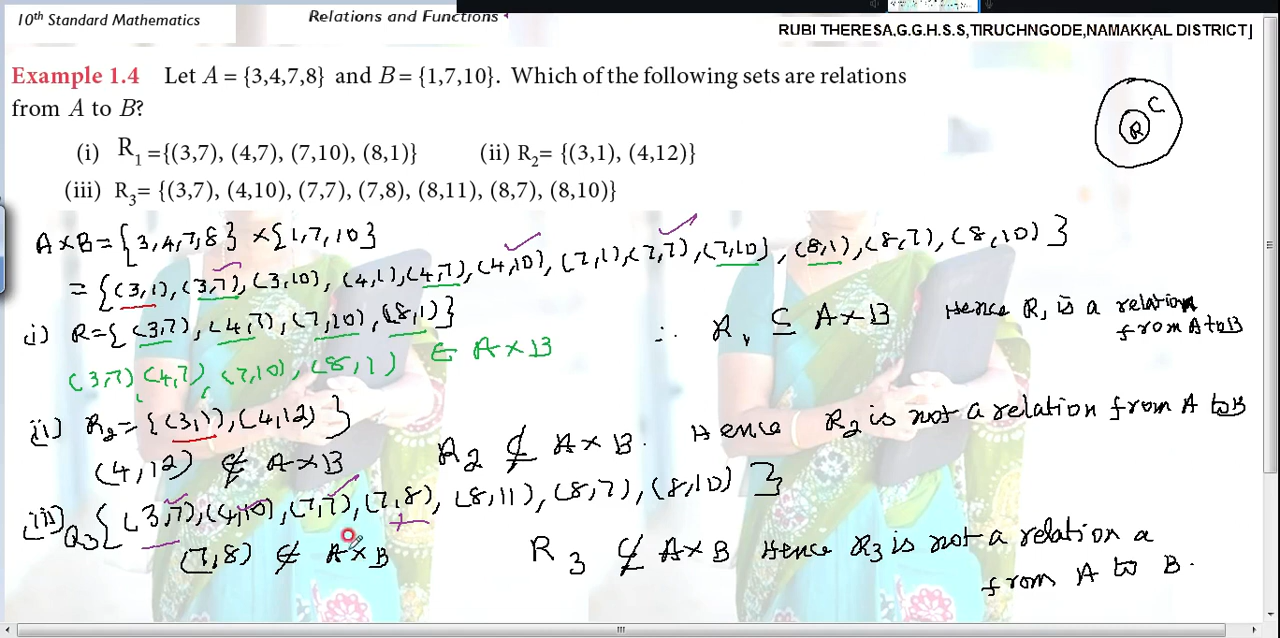 10th Standard Mathematics
Relations and Functions
RUBI THERESA,G.G.H.S.S,TIRUCHNGODE,NAMAKKAL DISTRICT]
Example 1.4 Let A = {3,4,7,8} and B = {1,7,10}. Which of the following sets are relations
from A to B?
C
R
(i) R₁ ={(3,7), (4,7), (7,10), (8,1)} (ii) R₂= {(3,1), (4,12)}
(iii) R₃= {(3,7), (4,10), (7,7), (7,8), (8,11), (8,7), (8,10)}
A×B={3,4,7,8} ×{1,7,10}
={(3,1),(3,7),(3,10),(4,1),(4,7),(4,10),(7,1),(7,7),(7,10),(8,1),(8,7),(8,10)}
i) R={(3,7),(4,7),(7,10),(8,1)} ∴ R₁ ⊆ A×B Hence R₁ is a relation
from A to B
(3,7)(4,7),(7,10),(8,1) ∈ A×B
ii) R₂={(3,1),(4,12)}
(4,12) ∉ A×B R₂ ⊄ A×B. Hence R₂ is not a relation from A to B
(iii) R₃{(3,7),(4,10),(7,7),(7,8),(8,11),(8,7),(8,10)}
(7,8) ∉ A×B R₃ ⊄ A×B Hence R₃ is not a relation a
from A to B.